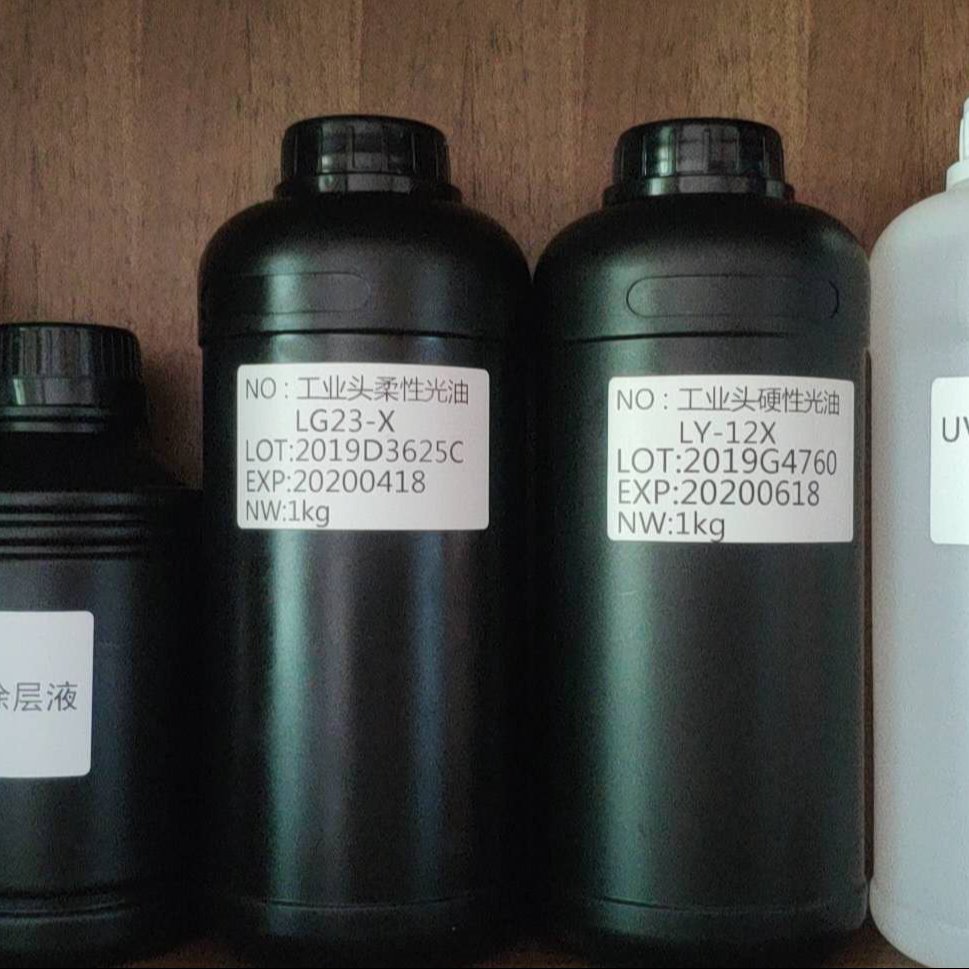 NO：工业头柔性光油
LG23-X
LOT:2019D3625C
EXP:20200418
NW:1kg
NO：工业头硬性光油
LY-12X
LOT:2019G4760
EXP:20200618
NW:1kg
涂层液
UV